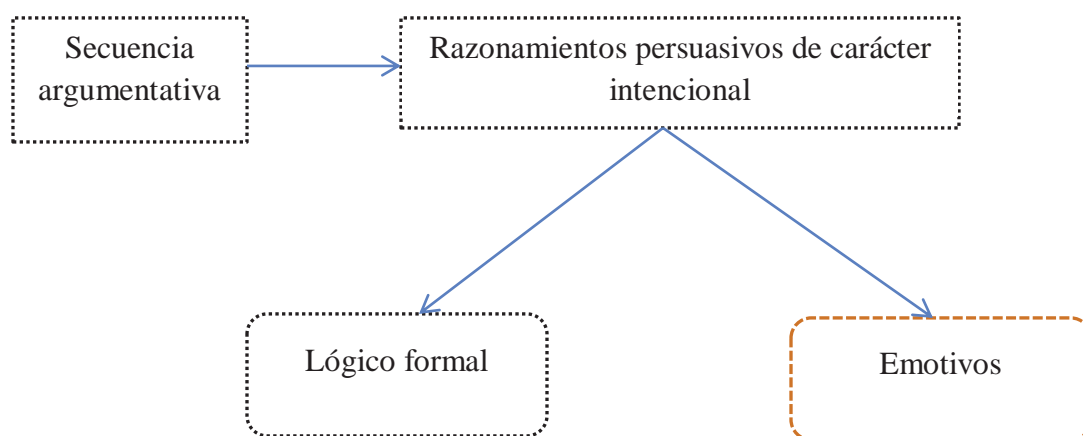 Secuencia
argumentativa
Razonamientos persuasivos de carácter
intencional
Lógico formal
Emotivos